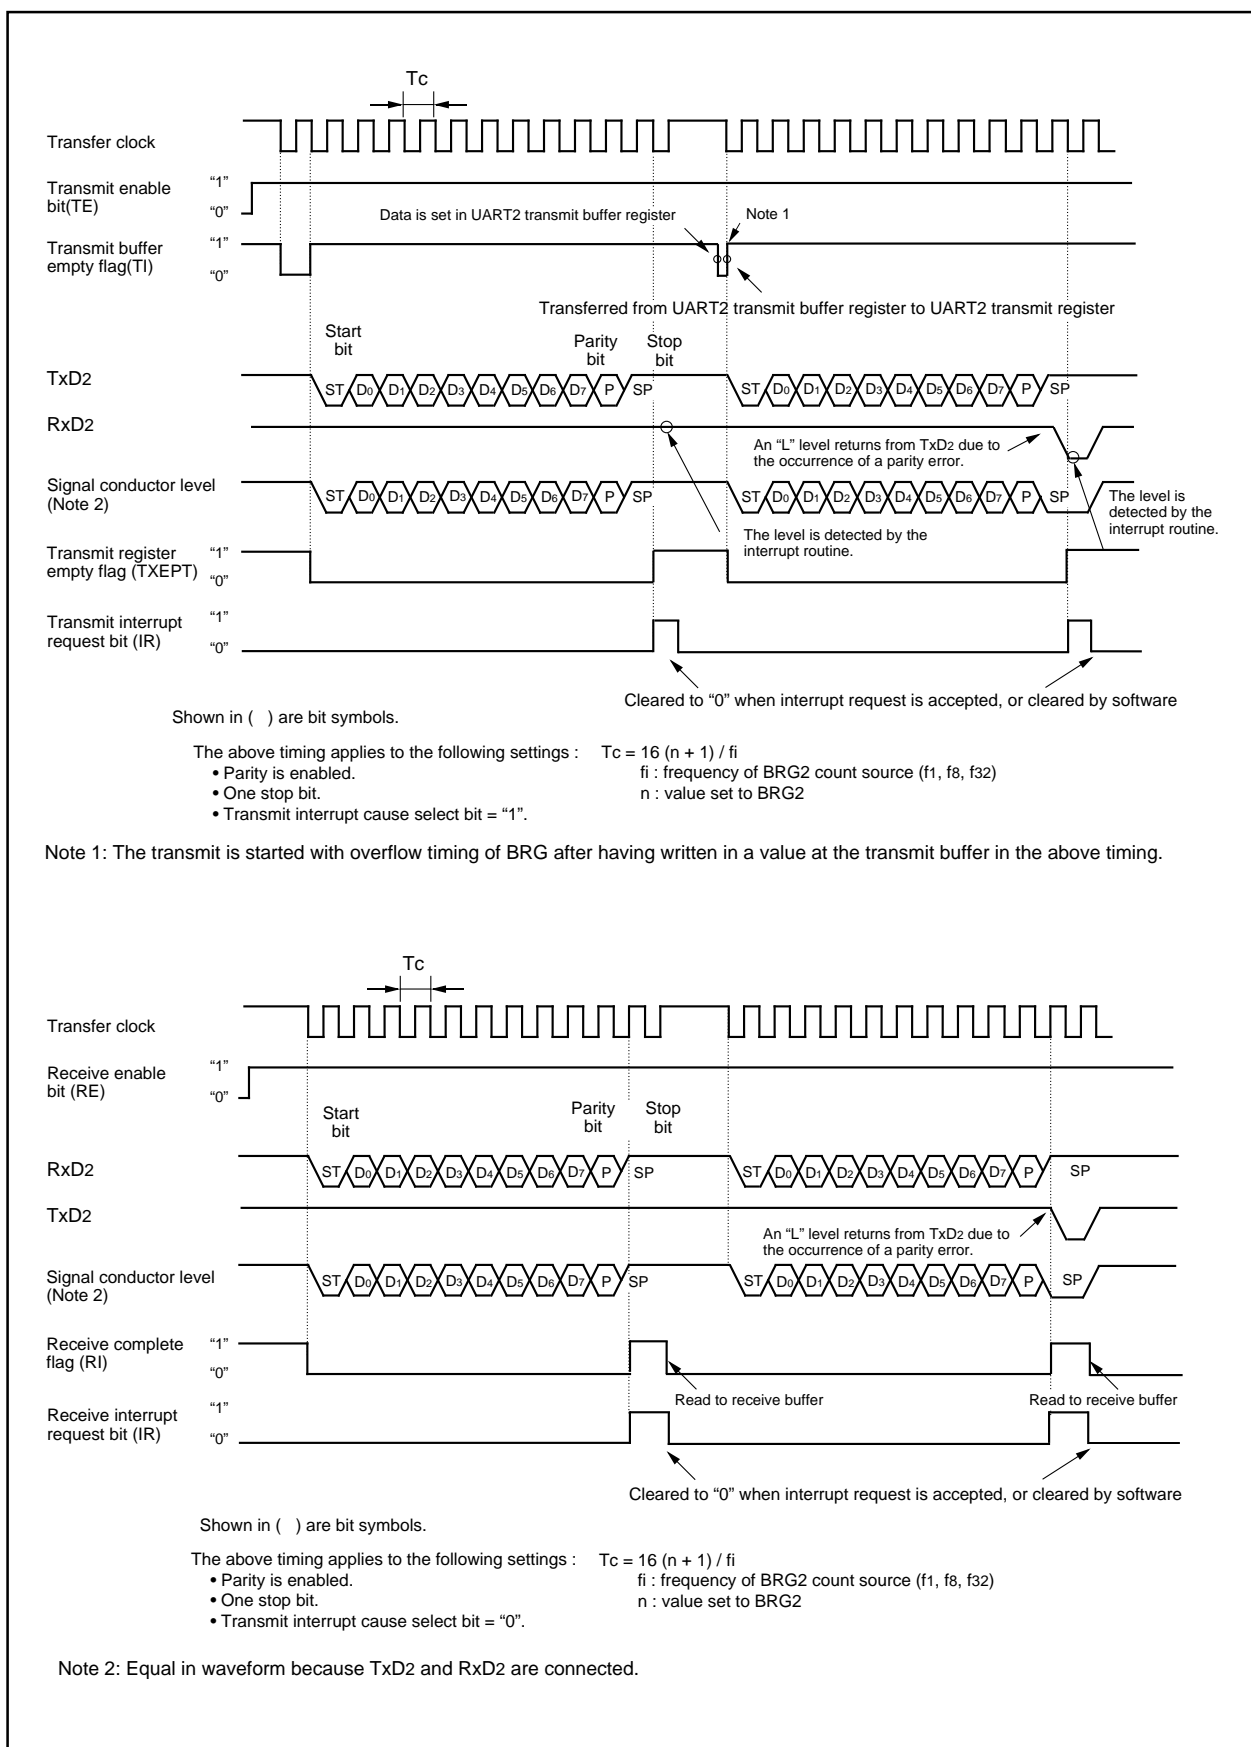 Tc
Transfer clock
Transmit enable
bit(TE)
“1”
“0”
Data is set in UART2 transmit buffer register
Note 1
Transmit buffer
empty flag(TI)
“1”
“0”
Transferred from UART2 transmit buffer register to UART2 transmit register
Start
bit
Parity
bit
Stop
bit
TxD2
ST D0 D1 D2 D3 D4 D5 D6 D7 P SP
ST D0 D1 D2 D3 D4 D5 D6 D7 P SP
RxD2
An “L” level returns from TxD2 due to
the occurrence of a parity error.
Signal conductor level
(Note 2)
ST D0 D1 D2 D3 D4 D5 D6 D7 P SP
ST D0 D1 D2 D3 D4 D5 D6 D7 P SP
The level is
detected by the
interrupt routine.
The level is detected by the
interrupt routine.
Transmit register
empty flag (TXEPT)
“1”
“0”
Transmit interrupt
request bit (IR)
“1”
“0”
Cleared to “0” when interrupt request is accepted, or cleared by software
Shown in ( ) are bit symbols.
The above timing applies to the following settings :
• Parity is enabled.
• One stop bit.
• Transmit interrupt cause select bit = “1”.
Tc = 16 (n + 1) / fi
fi : frequency of BRG2 count source (f1, f8, f32)
n : value set to BRG2
Note 1: The transmit is started with overflow timing of BRG after having written in a value at the transmit buffer in the above timing.
Tc
Transfer clock
Receive enable
bit (RE)
“1”
“0”
Start
bit
Parity
bit
Stop
bit
RxD2
ST D0 D1 D2 D3 D4 D5 D6 D7 P SP
ST D0 D1 D2 D3 D4 D5 D6 D7 P SP
TxD2
An “L” level returns from TxD2 due to
the occurrence of a parity error.
Signal conductor level
(Note 2)
ST D0 D1 D2 D3 D4 D5 D6 D7 P SP
ST D0 D1 D2 D3 D4 D5 D6 D7 P SP
Receive complete
flag (RI)
“1”
“0”
Read to receive buffer
Read to receive buffer
Receive interrupt
request bit (IR)
“1”
“0”
Cleared to “0” when interrupt request is accepted, or cleared by software
Shown in ( ) are bit symbols.
The above timing applies to the following settings :
• Parity is enabled.
• One stop bit.
• Transmit interrupt cause select bit = “0”.
Tc = 16 (n + 1) / fi
fi : frequency of BRG2 count source (f1, f8, f32)
n : value set to BRG2
Note 2: Equal in waveform because TxD2 and RxD2 are connected.